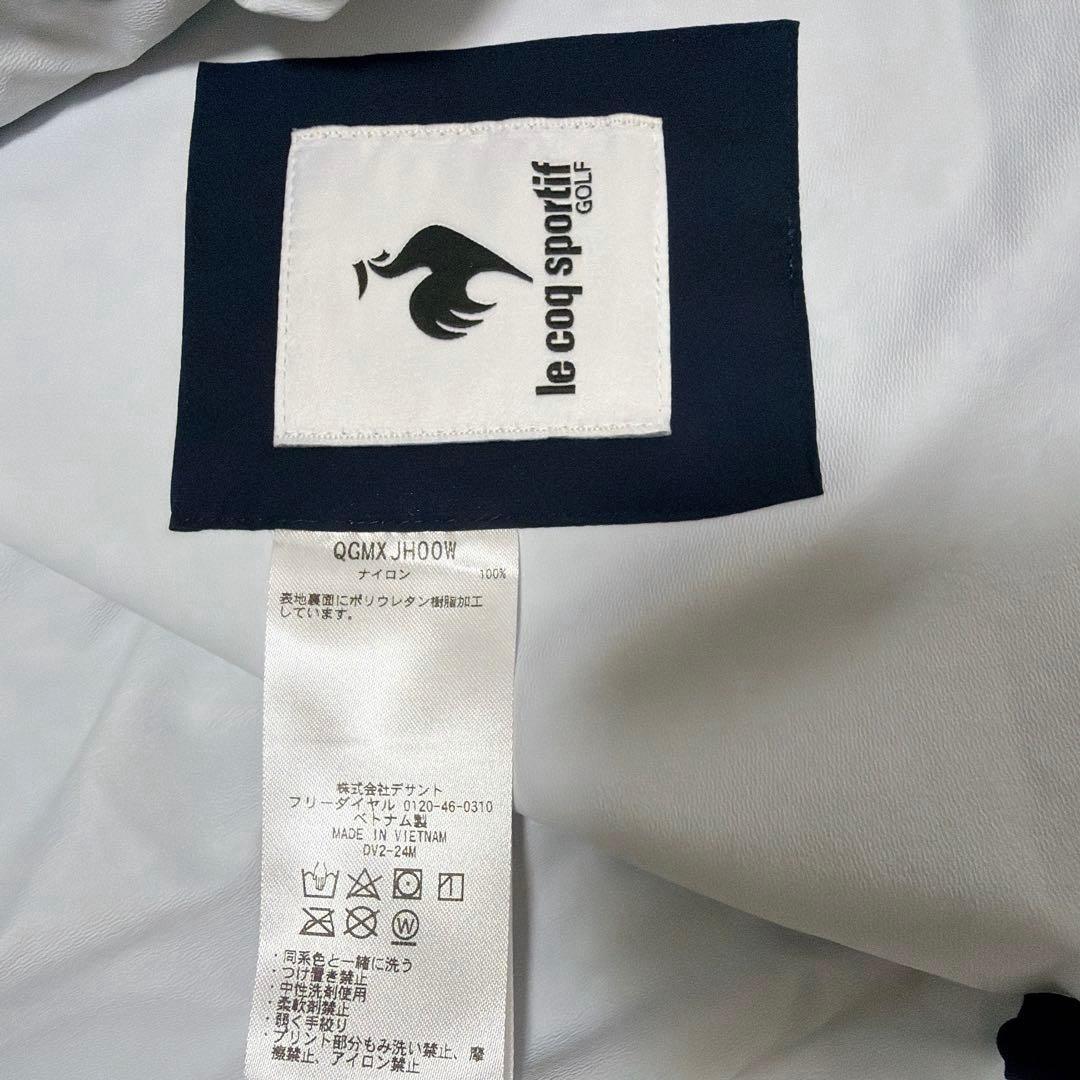 le coq sportif
GOLF
QGMXJH00W
ナイロン 100%
表地裏面にポリウレタン樹脂加工
しています。
株式会社デサント
フリーダイヤル 0120-46-0310
ベトナム製
MADE IN VIETNAM
DV2-24M
W
・同系色と一緒に洗う
・つけ置き禁止
・中性洗剤使用
・柔軟剤禁止
・弱く手絞り
・プリント部分もみ洗い禁止、摩
擦禁止、アイロン禁止。